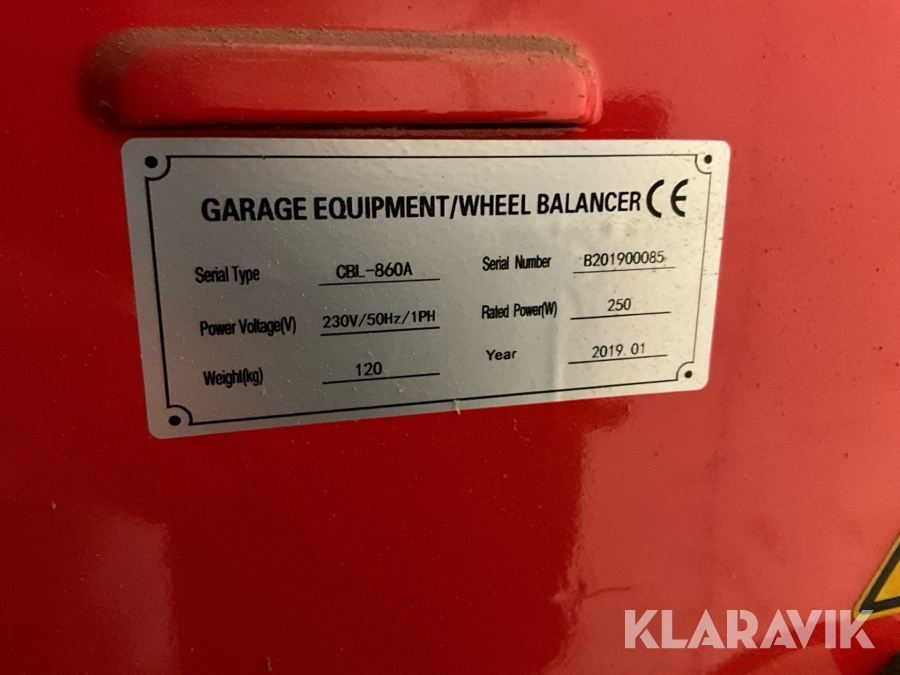 GARAGE EQUIPMENT/WHEEL BALANCER CE
Serial Type CBL-860A Serial Number B201900085
Power Voltage(V) 230V/50Hz/1PH Rated Power(W) 250
Weight(kg) 120 Year 2019.01
KLARAVIK